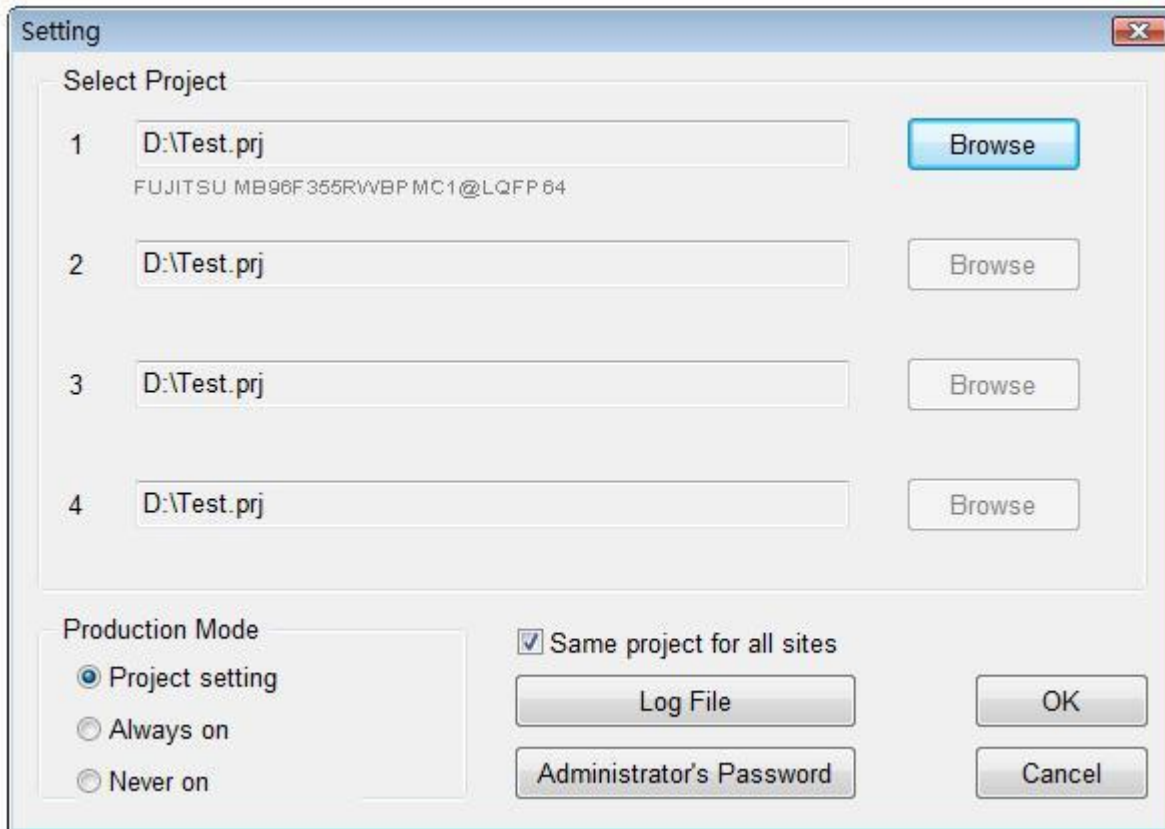 Setting
Select Project
1 D:\Test.prj Browse
FUJITSU MB96F355RWBPMC1@LQFP64
2 D:\Test.prj Browse
3 D:\Test.prj Browse
4 D:\Test.prj Browse
Production Mode
Project setting
Always on
Never on
Same project for all sites
Log File
OK
Administrator's Password
Cancel